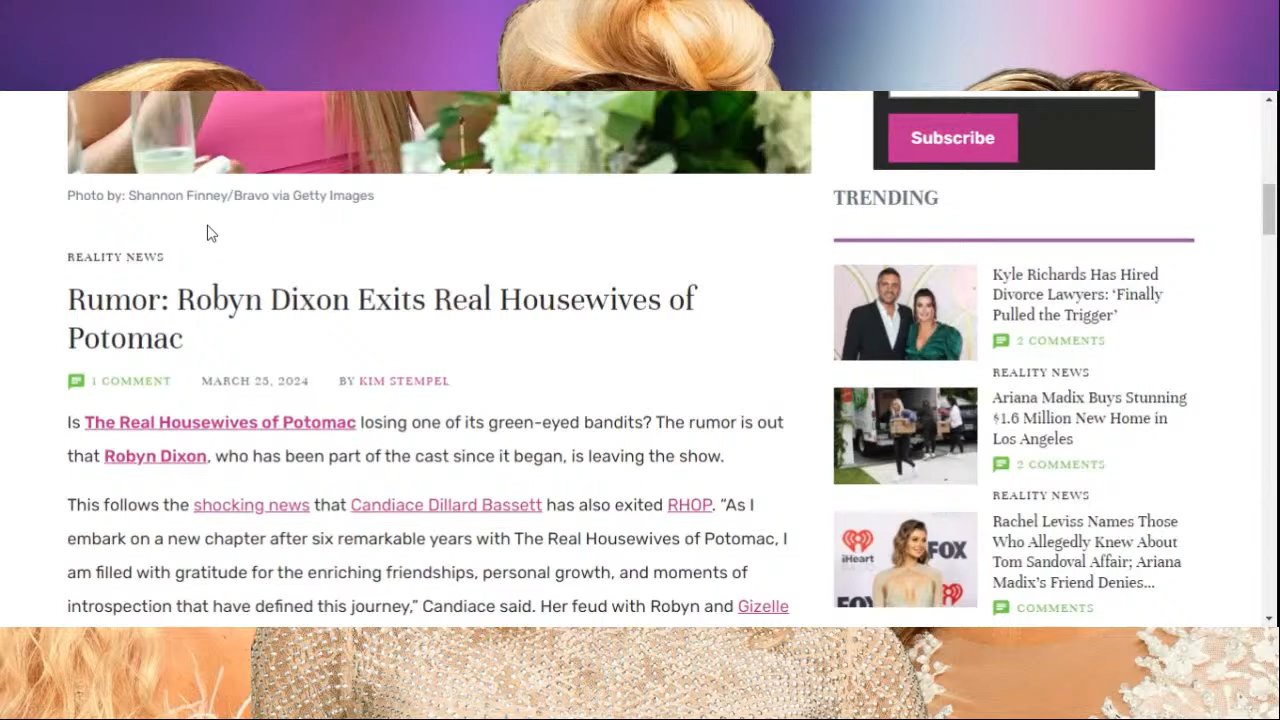 Subscribe
Photo by: Shannon Finney/Bravo via Getty Images
REALITY NEWS
Rumor: Robyn Dixon Exits Real Housewives of
Potomac
1 COMMENT MARCH 25, 2024 BY KIM STEMPEL
Is The Real Housewives of Potomac losing one of its green-eyed bandits? The rumor is out
that Robyn Dixon, who has been part of the cast since it began, is leaving the show.
This follows the shocking news that Candiace Dillard Bassett has also exited RHOP. “As I
embark on a new chapter after six remarkable years with The Real Housewives of Potomac, I
am filled with gratitude for the enriching friendships, personal growth, and moments of
introspection that have defined this journey,” Candiace said. Her feud with Robyn and Gizelle
TRENDING
Kyle Richards Has Hired
Divorce Lawyers: ‘Finally
Pulled the Trigger’
2 COMMENTS
REALITY NEWS
Ariana Madix Buys Stunning
$1.6 Million New Home in
Los Angeles
2 COMMENTS
REALITY NEWS
iHeart
FOX
Rachel Leviss Names Those
Who Allegedly Knew About
Tom Sandoval Affair; Ariana
Madix’s Friend Denies...
COMMENTS